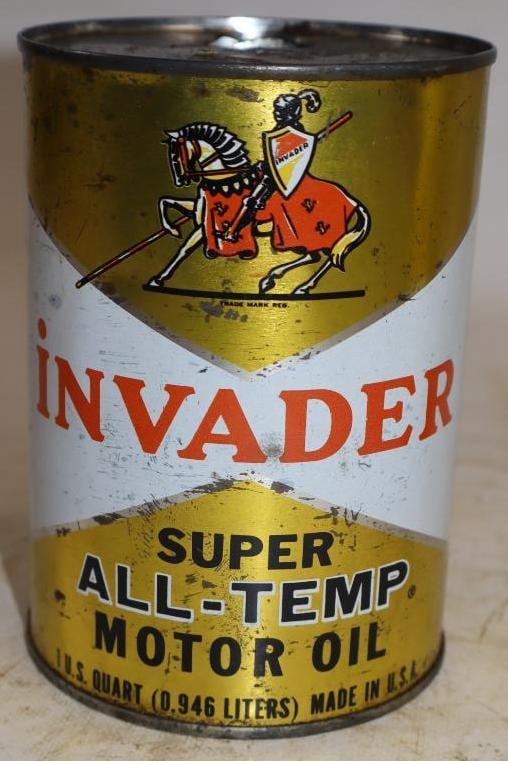 INVADER
TRADE MARK REG.
iNVADER
SUPER
ALL-TEMP®
MOTOR OIL
1 U.S. QUART (0.946 LITERS) MADE IN U.S.A.